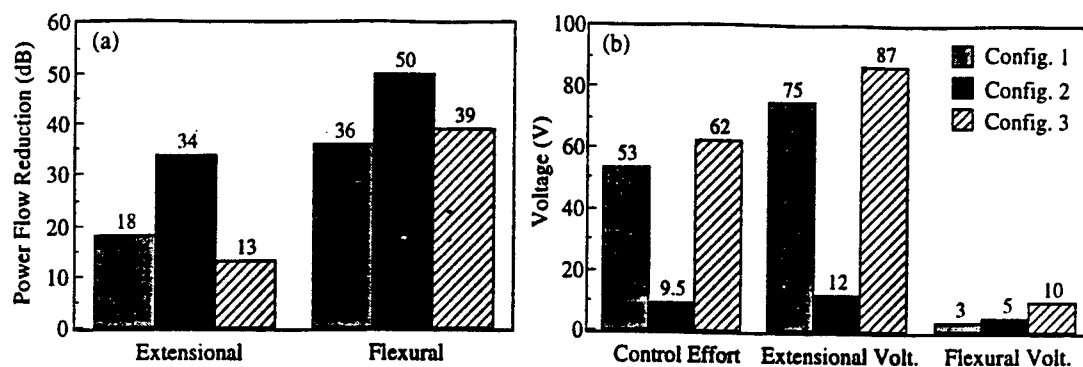 (a)
Power Flow Reduction (dB)
60
50
40
30
20
10
0
18
34
13
36
50
39
Extensional
Flexural
(b)
Voltage (V)
100
80
60
40
20
0
53
9.5
62
75
12
87
3
5
10
Control Effort
Extensional Volt.
Flexural Volt.
Config. 1
Config. 2
Config. 3